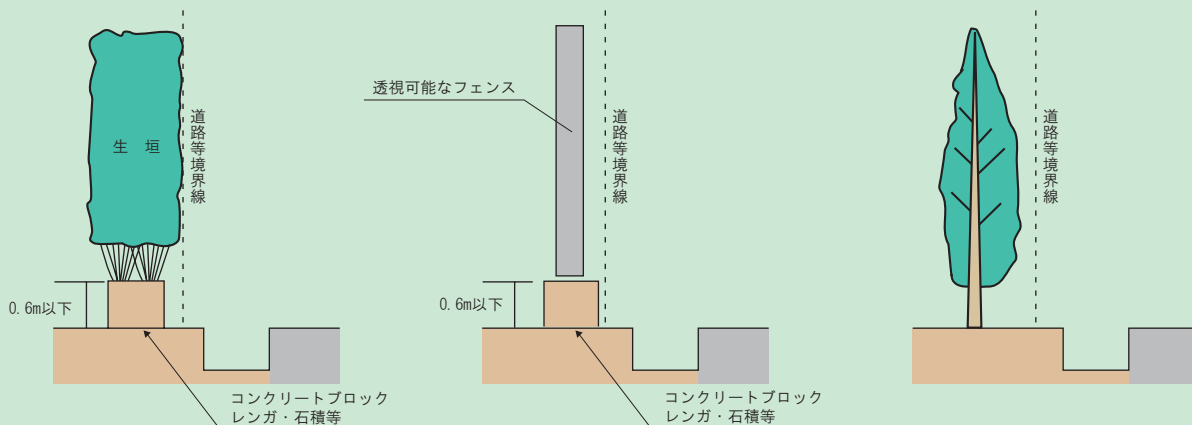 生　垣
道路等境界線
0.6m以下
コンクリートブロック
レンガ・石積等
透視可能なフェンス
道路等境界線
0.6m以下
コンクリートブロック
レンガ・石積等
道路等境界線